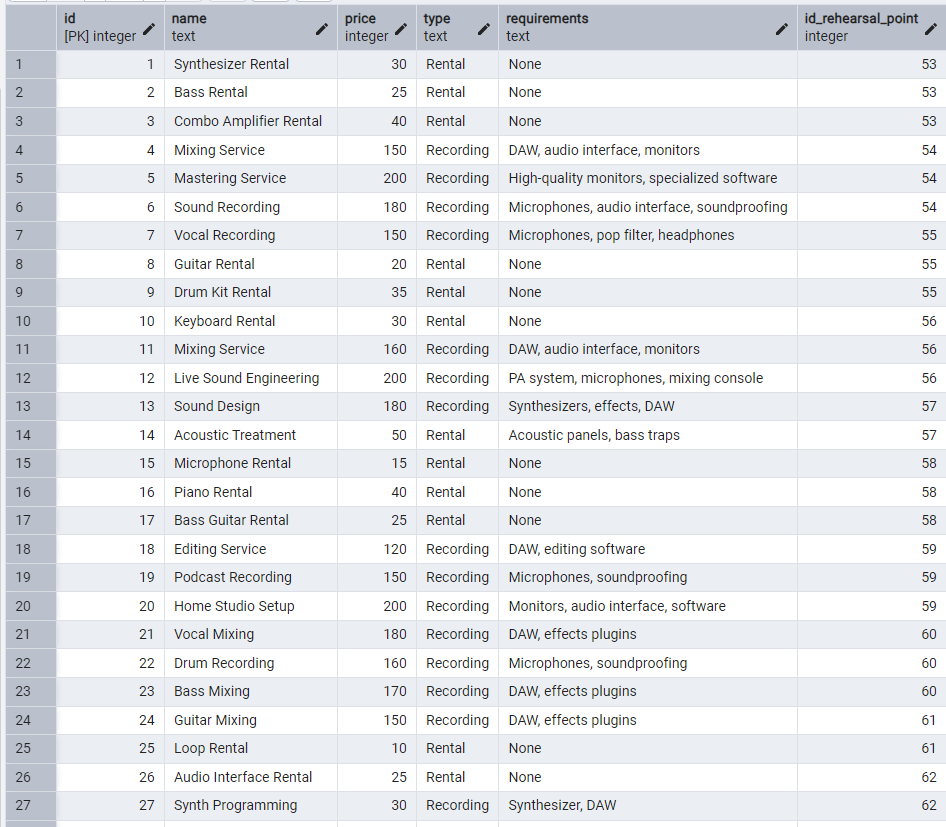 id name price type requirements id_rehearsal_point
[PK] integer text integer text text integer
1 1 Synthesizer Rental 30 Rental None 53
2 2 Bass Rental 25 Rental None 53
3 3 Combo Amplifier Rental 40 Rental None 53
4 4 Mixing Service 150 Recording DAW, audio interface, monitors 54
5 5 Mastering Service 200 Recording High-quality monitors, specialized software 54
6 6 Sound Recording 180 Recording Microphones, audio interface, soundproofing 54
7 7 Vocal Recording 150 Recording Microphones, pop filter, headphones 55
8 8 Guitar Rental 20 Rental None 55
9 9 Drum Kit Rental 35 Rental None 55
10 10 Keyboard Rental 30 Rental None 56
11 11 Mixing Service 160 Recording DAW, audio interface, monitors 56
12 12 Live Sound Engineering 200 Recording PA system, microphones, mixing console 56
13 13 Sound Design 180 Recording Synthesizers, effects, DAW 57
14 14 Acoustic Treatment 50 Rental Acoustic panels, bass traps 57
15 15 Microphone Rental 15 Rental None 58
16 16 Piano Rental 40 Rental None 58
17 17 Bass Guitar Rental 25 Rental None 58
18 18 Editing Service 120 Recording DAW, editing software 59
19 19 Podcast Recording 150 Recording Microphones, soundproofing 59
20 20 Home Studio Setup 200 Recording Monitors, audio interface, software 59
21 21 Vocal Mixing 180 Recording DAW, effects plugins 60
22 22 Drum Recording 160 Recording Microphones, soundproofing 60
23 23 Bass Mixing 170 Recording DAW, effects plugins 60
24 24 Guitar Mixing 150 Recording DAW, effects plugins 61
25 25 Loop Rental 10 Rental None 61
26 26 Audio Interface Rental 25 Rental None 62
27 27 Synth Programming 30 Recording Synthesizer, DAW 62